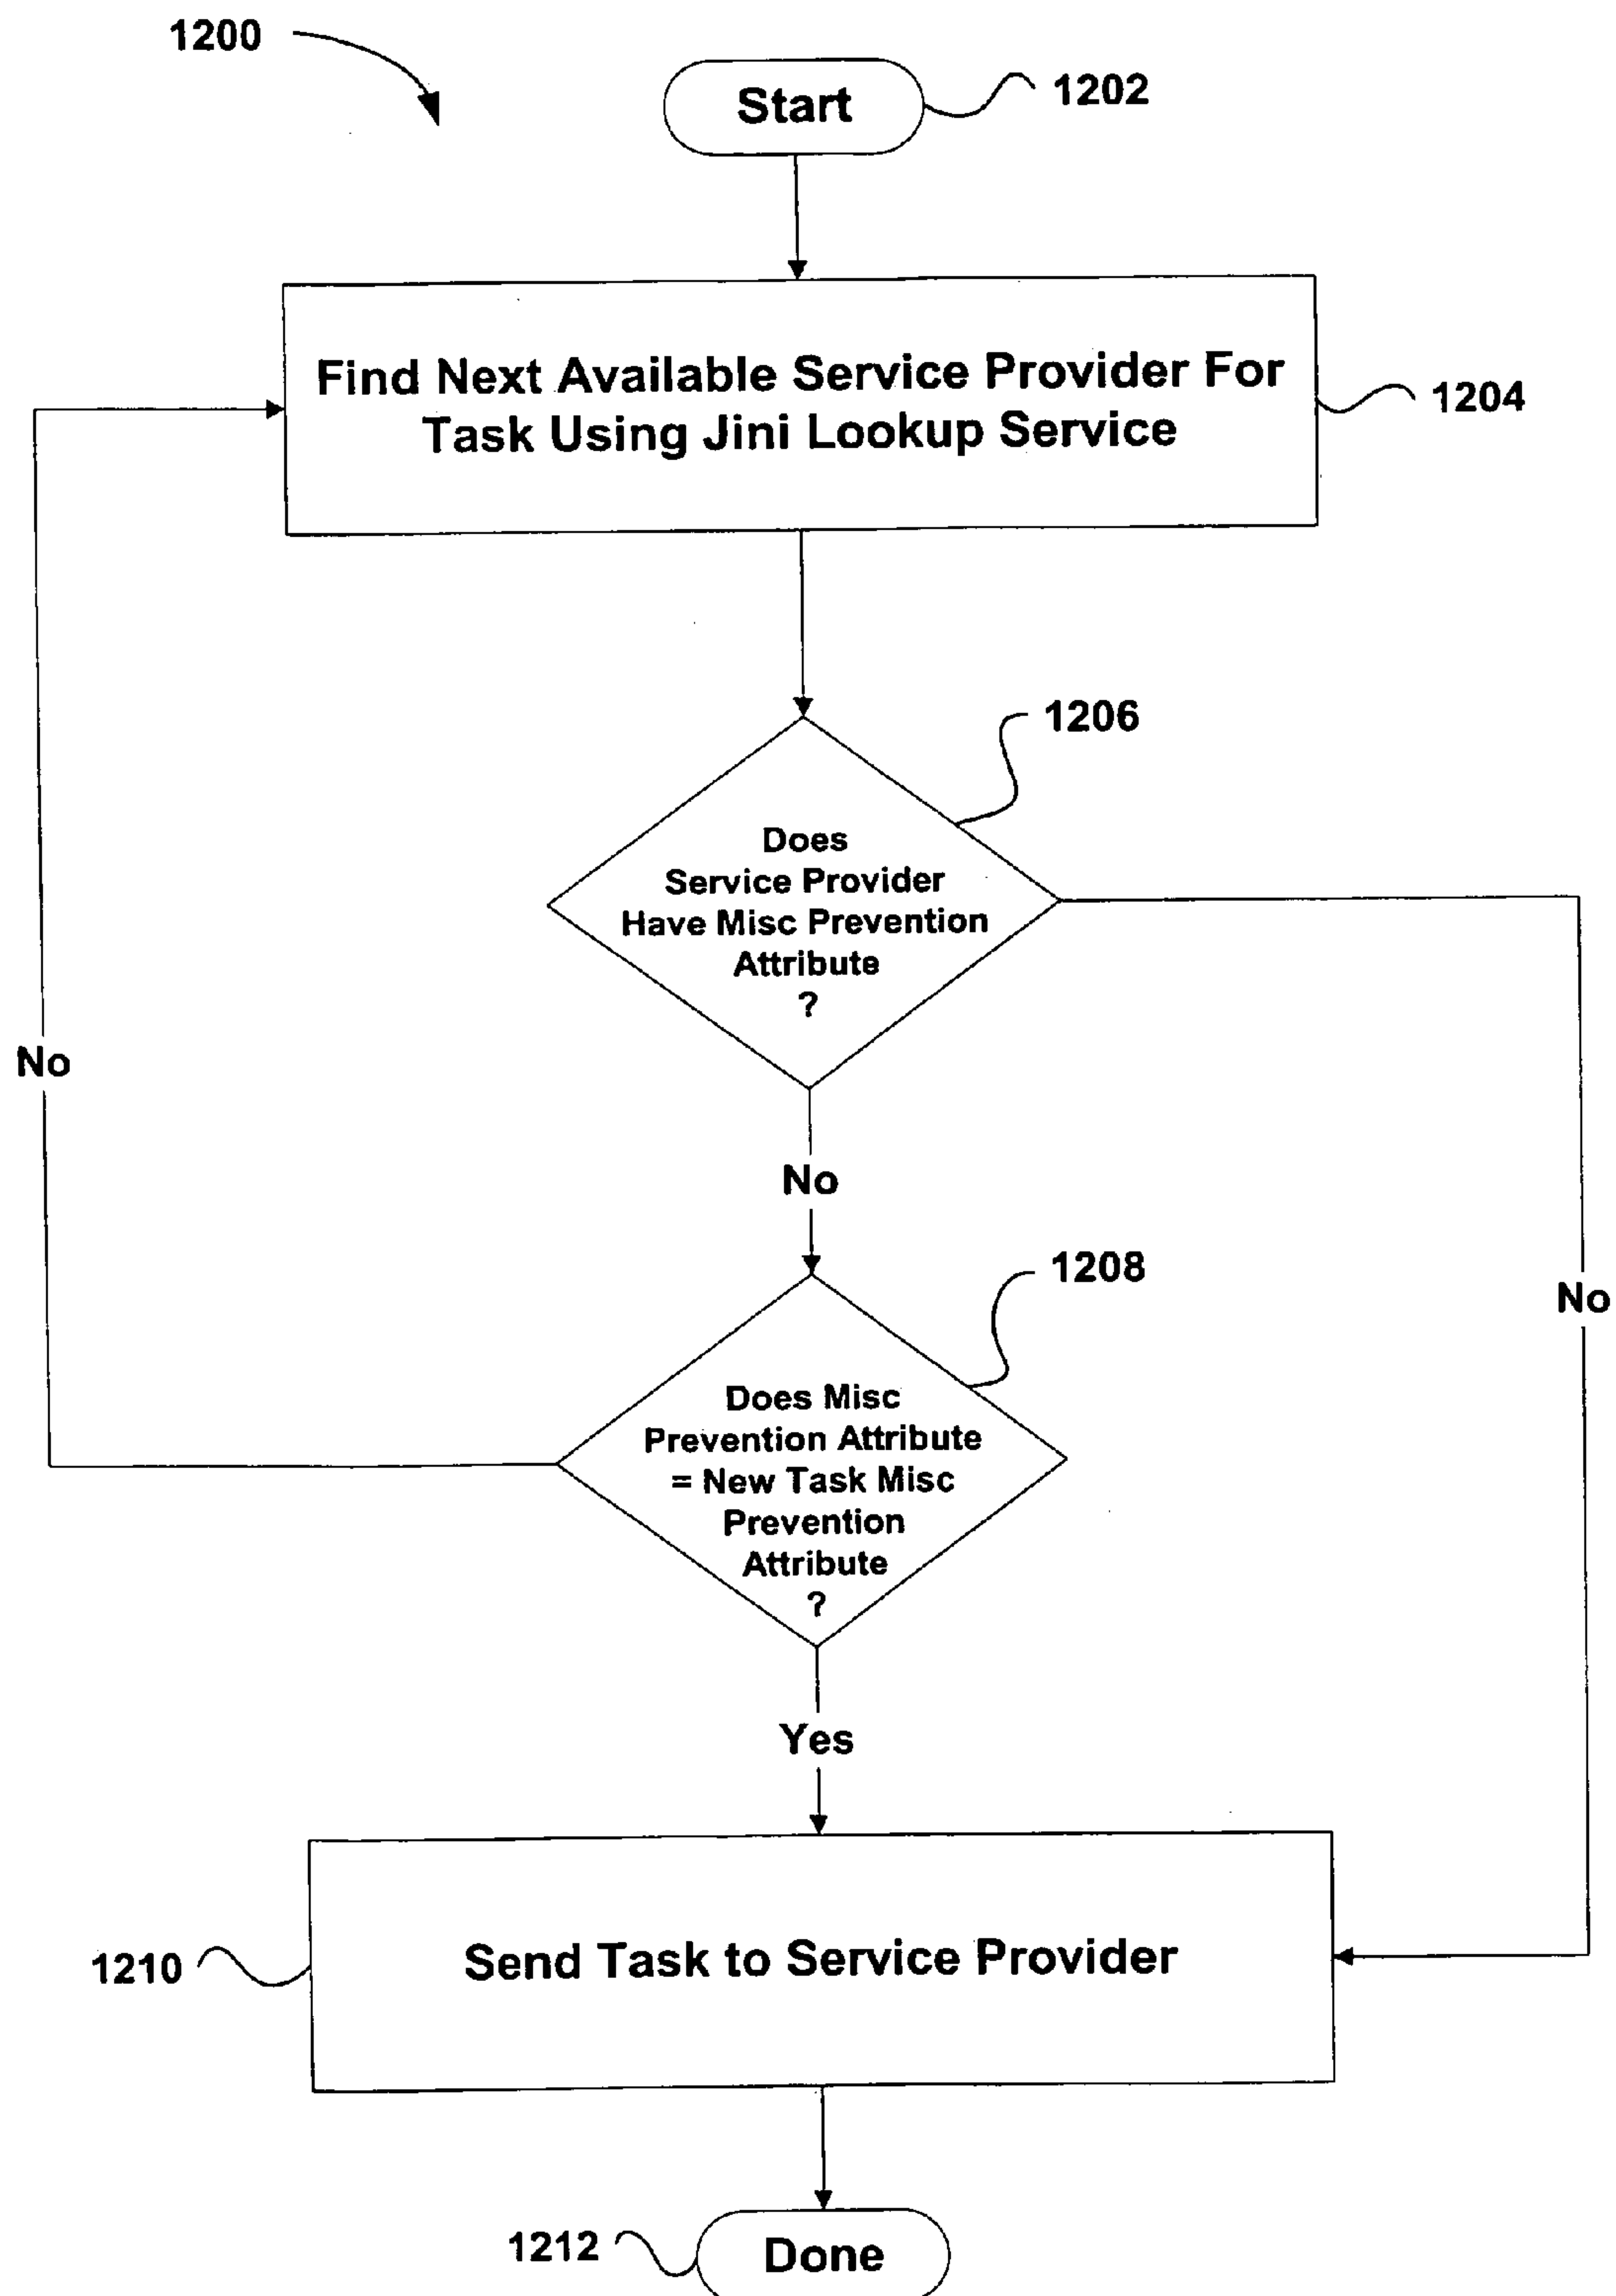 1200
Start
1202
Find Next Available Service Provider For
Task Using Jini Lookup Service
1204
1206
Does
Service Provider
Have Misc Prevention
Attribute
?
No
No
1208
No
Does Misc
Prevention Attribute
= New Task Misc
Prevention
Attribute
?
Yes
Send Task to Service Provider
1210
1212
Done